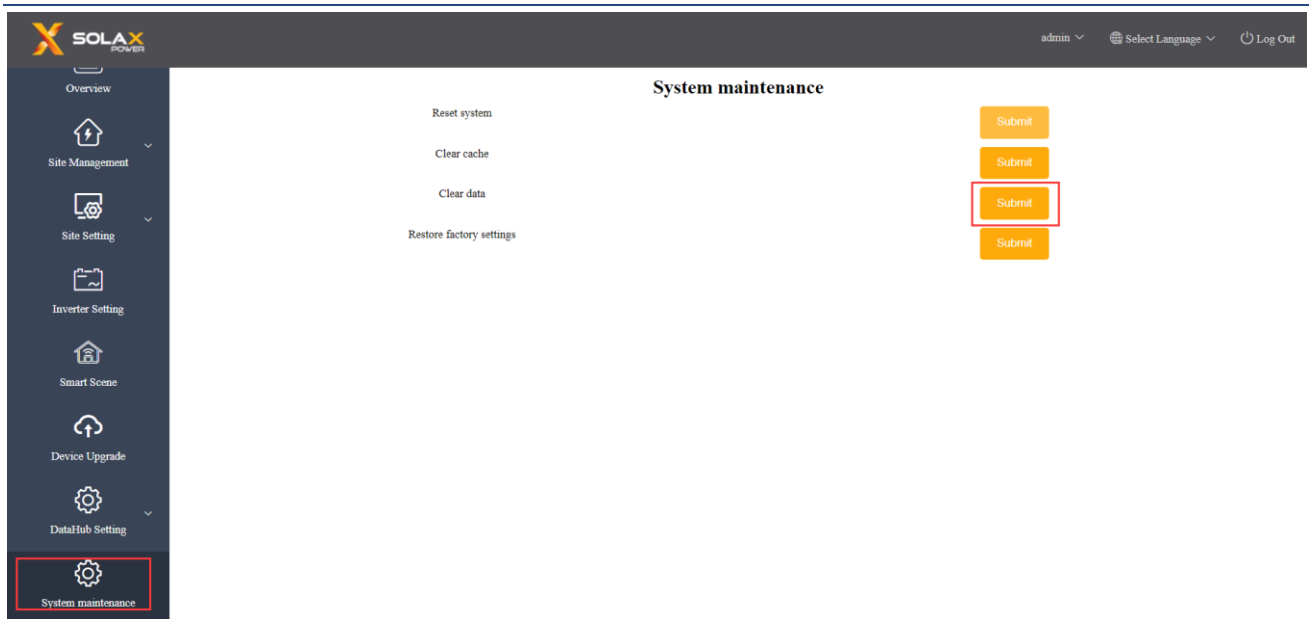 SOLAX
POWER
admin
Select Language
Log Out
Overview
Site Management
Site Setting
Inverter Setting
Smart Scene
Device Upgrade
DataHub Setting
System maintenance
System maintenance
Reset system Submit
Clear cache Submit
Clear data Submit
Restore factory settings Submit